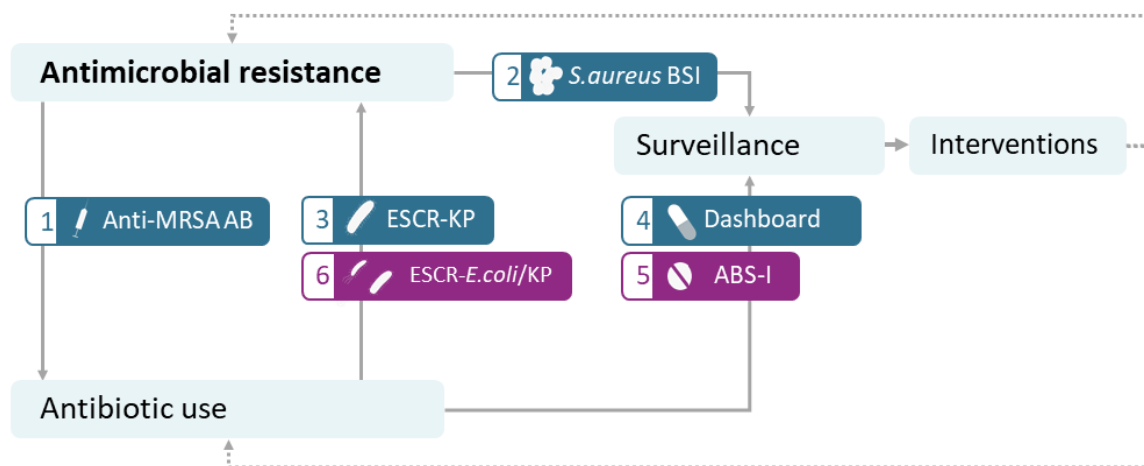 Antimicrobial resistance
2 S.aureus BSI
Surveillance
Interventions
1 Anti-MRSA AB
3 ESCR-KP
4 Dashboard
6 ESCR-E.coli/KP
5 ABS-I
Antibiotic use